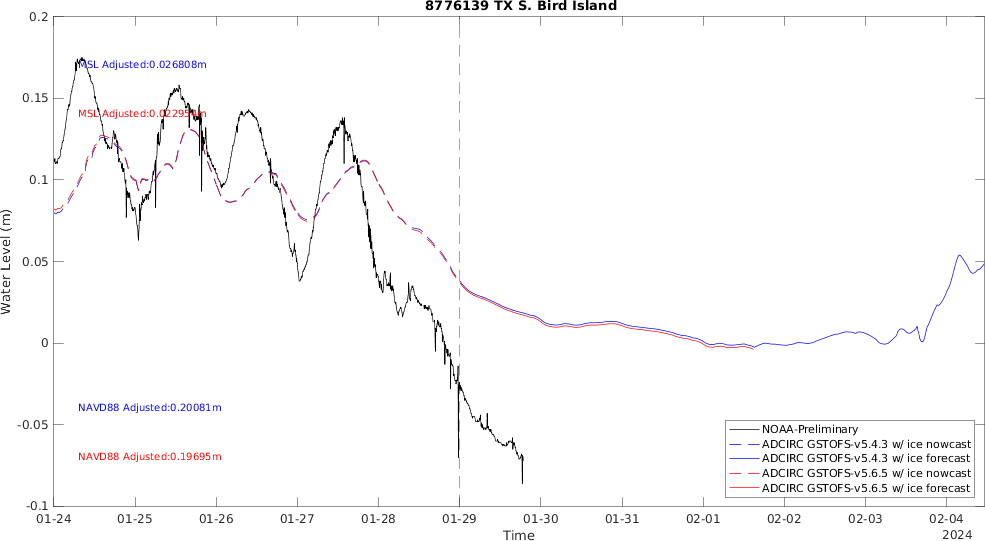 8776139 TX S. Bird Island
0.2
0.15
0.1
0.05
0
-0.05
-0.1
Water Level (m)
MSL Adjusted:0.026808m
MSL Adjusted:0.022954m
NAVD88 Adjusted:0.20081m
NAVD88 Adjusted:0.19695m
NOAA-Preliminary
ADCIRC GSTOFS-v5.4.3 w/ ice nowcast
ADCIRC GSTOFS-v5.4.3 w/ ice forecast
ADCIRC GSTOFS-v5.6.5 w/ ice nowcast
ADCIRC GSTOFS-v5.6.5 w/ ice forecast
01-24 01-25 01-26 01-27 01-28 01-29 01-30 01-31 02-01 02-02 02-03 02-04
Time
2024